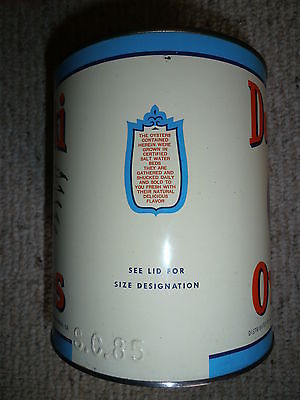 THE OYSTERS
CONTAINED
HEREIN WERE
GROWN IN
CERTIFIED
SALT WATER
BEDS
THEY ARE
GATHERED AND
SHUCKED DAILY
AND SOLD TO
YOU FRESH WITH
THEIR NATURAL
DELICIOUS
FLAVOR
SEE LID FOR
SIZE DESIGNATION
S.C.85